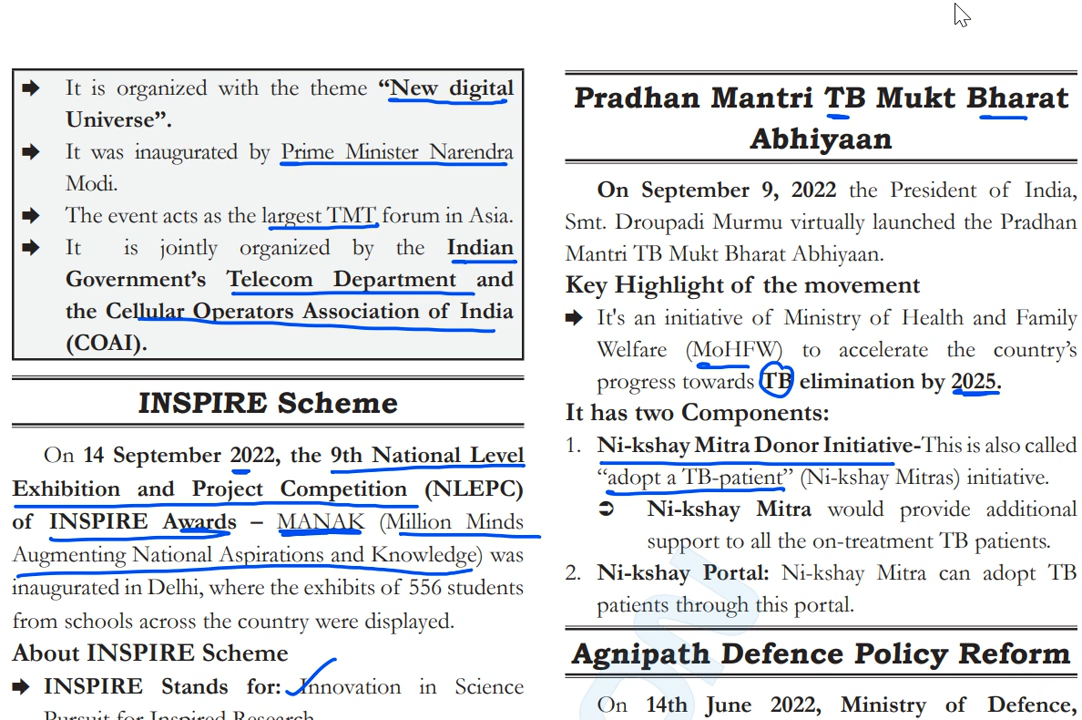 It is organized with the theme “New digital
Universe”.
It was inaugurated by Prime Minister Narendra
Modi.
The event acts as the largest TMT forum in Asia.
It is jointly organized by the Indian
Government’s Telecom Department and
the Cellular Operators Association of India
(COAI).
INSPIRE Scheme
On 14 September 2022, the 9th National Level
Exhibition and Project Competition (NLEPC)
of INSPIRE Awards – MANAK (Million Minds
Augmenting National Aspirations and Knowledge) was
inaugurated in Delhi, where the exhibits of 556 students
from schools across the country were displayed.
About INSPIRE Scheme
INSPIRE Stands for: Innovation in Science
Pursuit for Inspired Research
Pradhan Mantri TB Mukt Bharat
Abhiyaan
On September 9, 2022 the President of India,
Smt. Droupadi Murmu virtually launched the Pradhan
Mantri TB Mukt Bharat Abhiyaan.
Key Highlight of the movement
It's an initiative of Ministry of Health and Family
Welfare (MoHFW) to accelerate the country’s
progress towards TB elimination by 2025.
It has two Components:
1. Ni-kshay Mitra Donor Initiative-This is also called
“adopt a TB-patient” (Ni-kshay Mitras) initiative.
Ni-kshay Mitra would provide additional
support to all the on-treatment TB patients.
2. Ni-kshay Portal: Ni-kshay Mitra can adopt TB
patients through this portal.
Agnipath Defence Policy Reform
On 14th June 2022, Ministry of Defence,